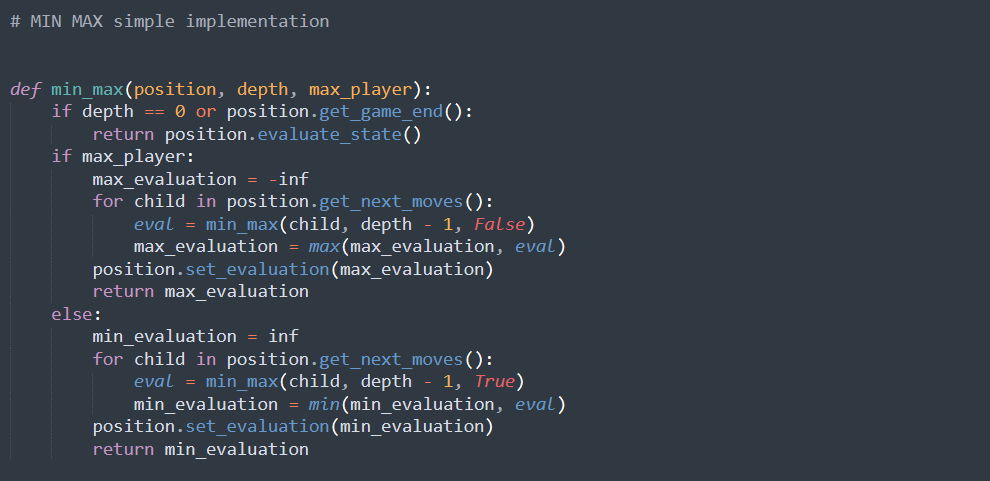 # MIN MAX simple implementation
def min_max(position, depth, max_player):
    if depth == 0 or position.get_game_end():
        return position.evaluate_state()
    if max_player:
        max_evaluation = -inf
        for child in position.get_next_moves():
            eval = min_max(child, depth - 1, False)
            max_evaluation = max(max_evaluation, eval)
        position.set_evaluation(max_evaluation)
        return max_evaluation
    else:
        min_evaluation = inf
        for child in position.get_next_moves():
            eval = min_max(child, depth - 1, True)
            min_evaluation = min(min_evaluation, eval)
        position.set_evaluation(min_evaluation)
        return min_evaluation